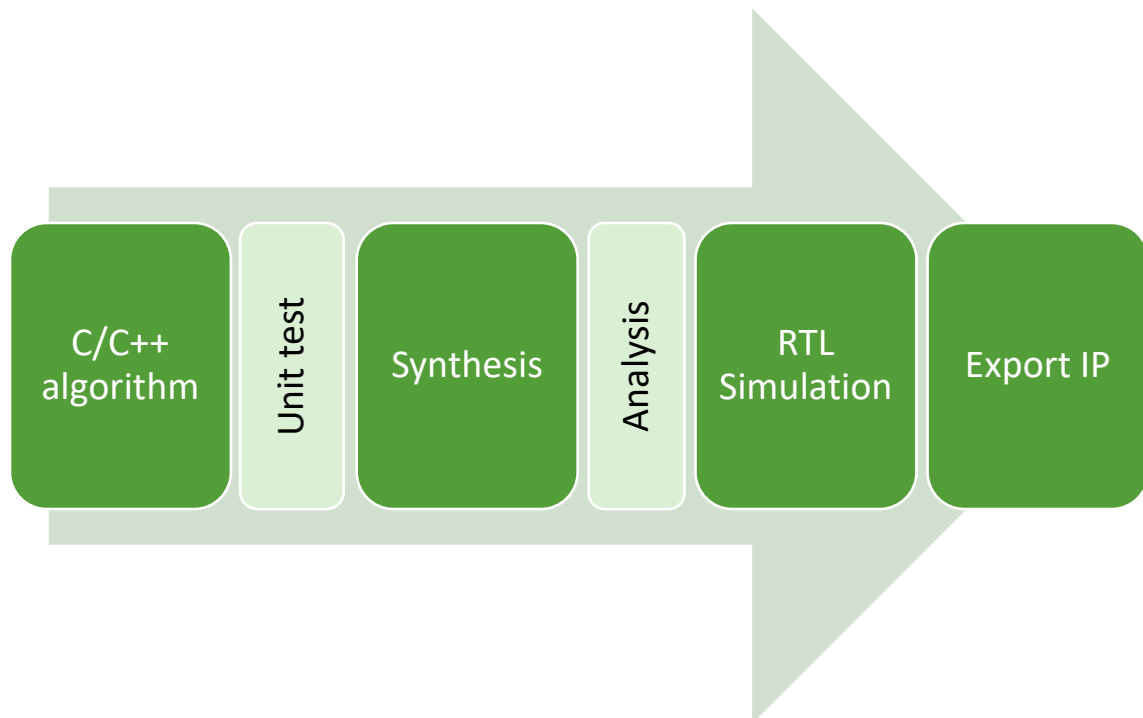 C/C++
algorithm
Unit test
Synthesis
Analysis
RTL
Simulation
Export IP